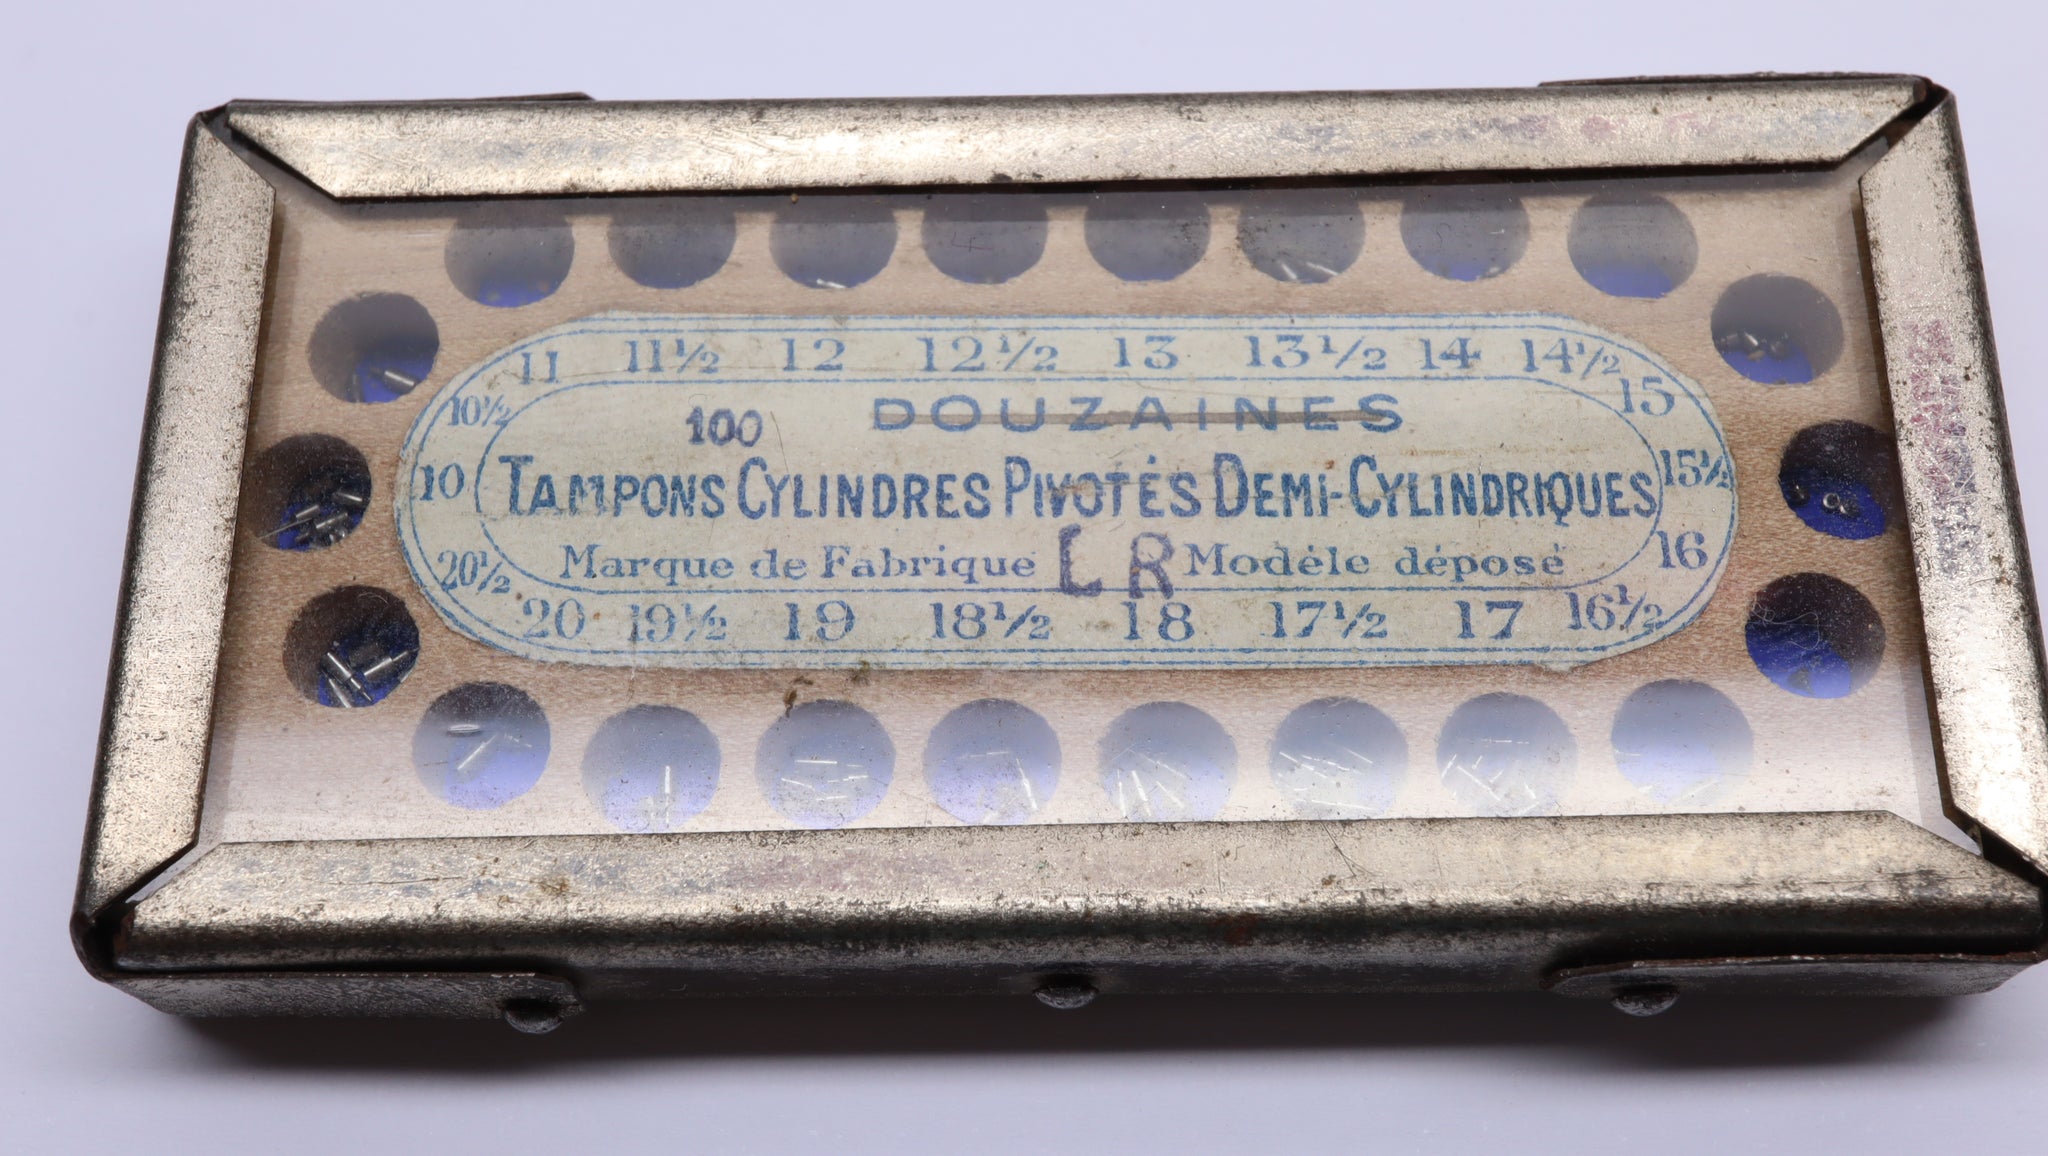 11 11½ 12 12½ 13 13½ 14 14½
10½ 15
100 DOUZAINES
10 TAMPONS CYLINDRES PIVOTÉS DEMI-CYLINDRIQUES 15½
20½ Marque de Fabrique LR Modèle déposé 16
20 19½ 19 18½ 18 17½ 17 16½